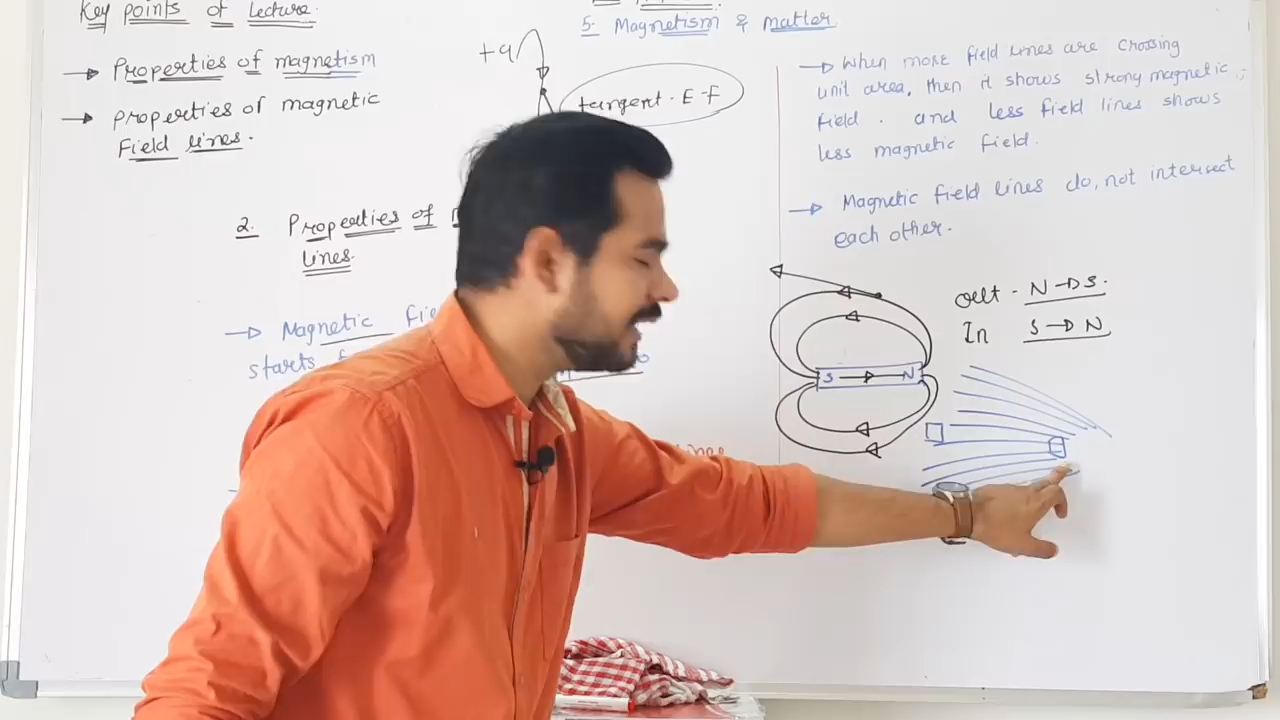 Key points of Lecture.
→ Properties of magnetism
→ properties of magnetic
Field lines.
5. Magnetism & matter
+q
tangent - E-F
2. Properties of
lines.
→ Magnetic
starts
→ When more field lines are crossing
unit area, then it shows strong magnetic
field. and less field lines shows
less magnetic field.
→ Magnetic field lines do, not intersect
each other.
out - N → S.
In S → N
S → N